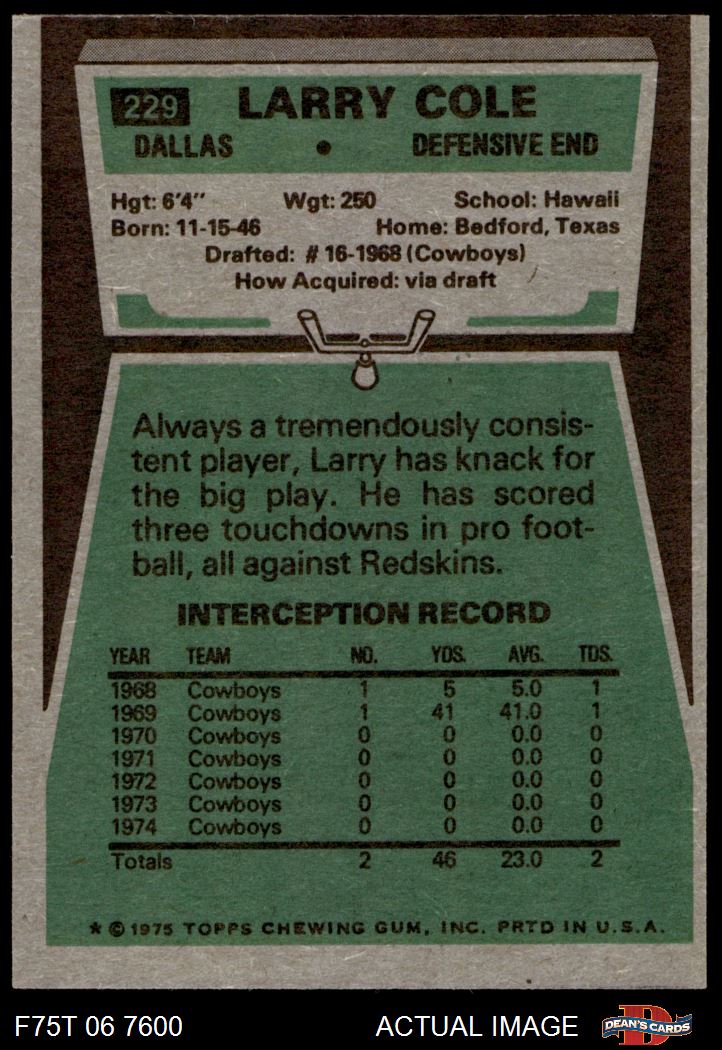 229 LARRY COLE
DALLAS • DEFENSIVE END
Hgt: 6'4" Wgt: 250 School: Hawaii
Born: 11-15-46 Home: Bedford, Texas
Drafted: # 16-1968 (Cowboys)
How Acquired: via draft
Always a tremendously consis-
tent player, Larry has knack for
the big play. He has scored
three touchdowns in pro foot-
ball, all against Redskins.
INTERCEPTION RECORD
YEAR TEAM NO. YDS. AVG. TDS.
1968 Cowboys 1 5 5.0 1
1969 Cowboys 1 41 41.0 1
1970 Cowboys 0 0 0.0 0
1971 Cowboys 0 0 0.0 0
1972 Cowboys 0 0 0.0 0
1973 Cowboys 0 0 0.0 0
1974 Cowboys 0 0 0.0 0
Totals 2 46 23.0 2
* © 1975 TOPPS CHEWING GUM, INC. PRTD IN U.S.A.
F75T 06 7600 ACTUAL IMAGE D DEAN'S CARDS